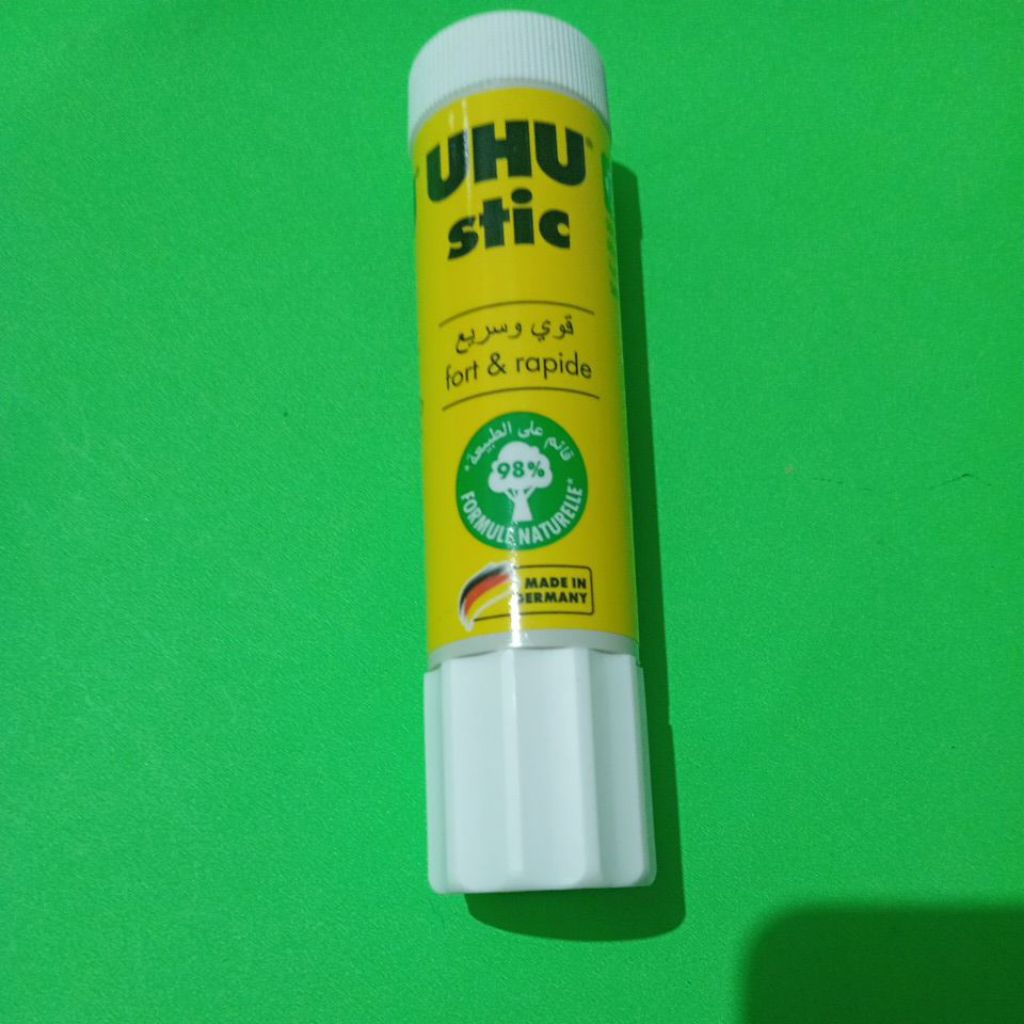 UHU
stic
قوي وسريع
fort & rapide
قائم على الطبيعة*
98%
FORMULE NATURELLE*
MADE IN
GERMANY